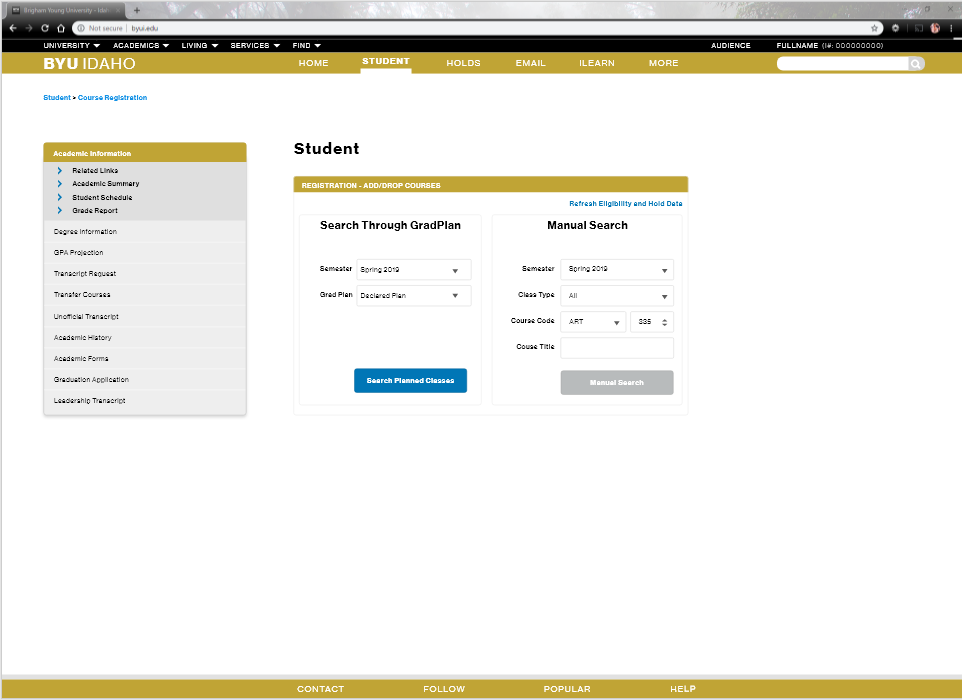 Brigham Young University - Idah
Not secure | byui.edu
UNIVERSITY ACADEMICS LIVING SERVICES FIND AUDIENCE FULLNAME (I#: 000000000)
BYU IDAHO HOME STUDENT HOLDS EMAIL ILEARN MORE
Student > Course Registration
Student
Academic Information
Related Links
Academic Summary
Student Schedule
Grade Report
Degree Information
GPA Projection
Transcript Request
Transfer Courses
Unofficial Transcript
Academic History
Academic Forms
Graduation Application
Leadership Transcript
REGISTRATION - ADD/DROP COURSES
Refresh Eligibility and Hold Data
Search Through GradPlan
Semester Spring 2019
Grad Plan Declared Plan
Search Planned Classes
Manual Search
Semester Spring 2019
Class Type All
Course Code ART 335
Couse Title
Manual Search
CONTACT FOLLOW POPULAR HELP